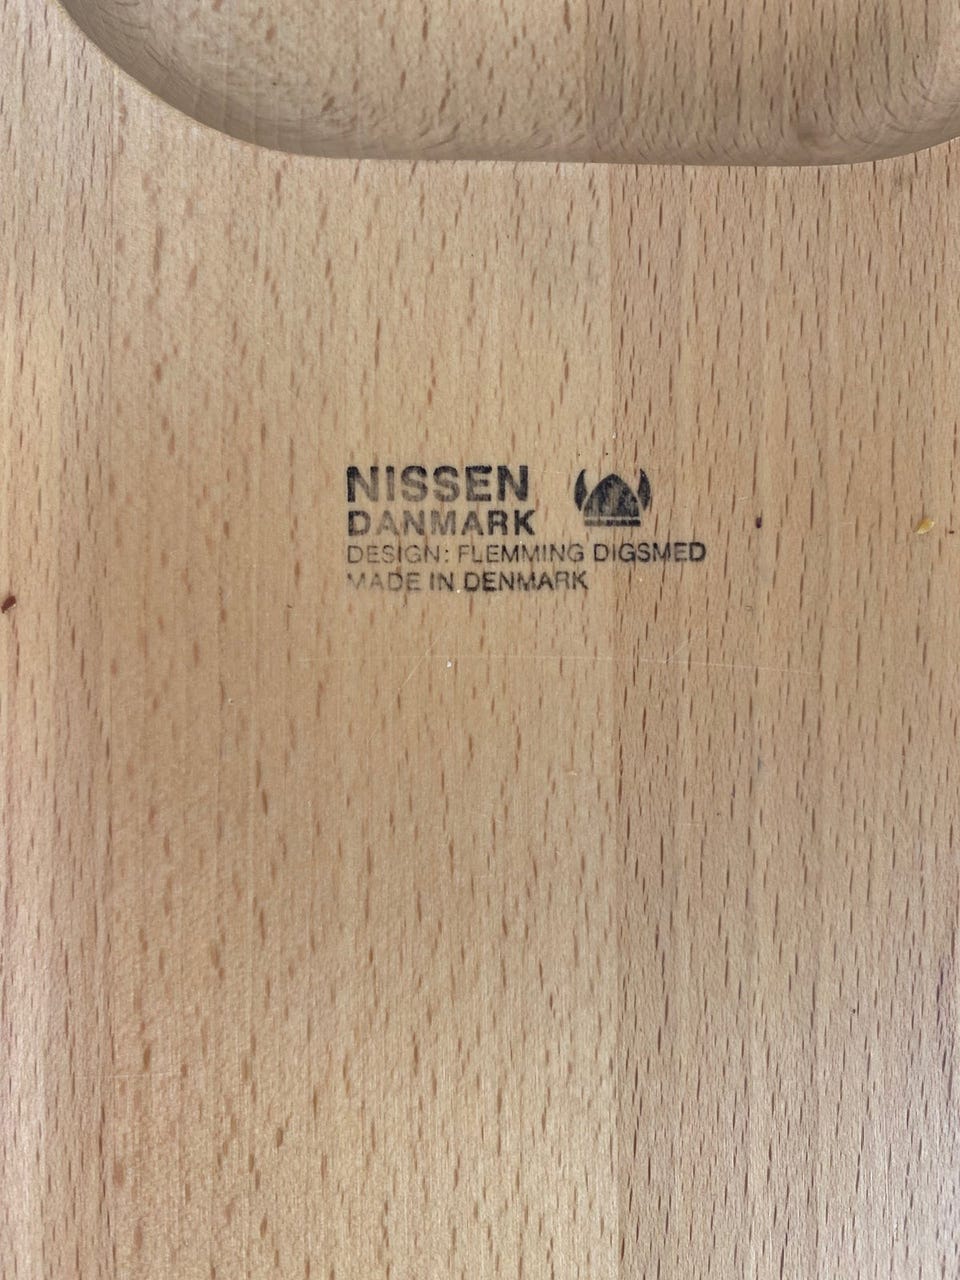 NISSEN
DANMARK
DESIGN: FLEMMING DIGSMED
MADE IN DENMARK